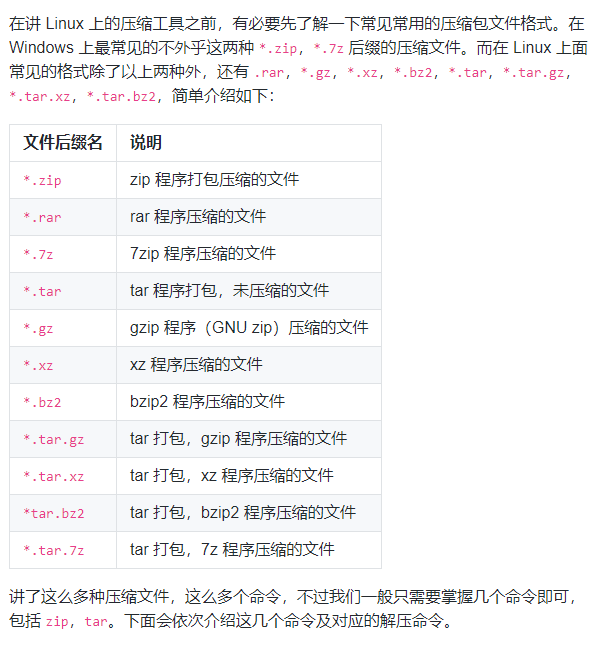 在讲 Linux 上的压缩工具之前，有必要先了解一下常见常用的压缩包文件格式。在
Windows 上最常见的不外乎这两种 *.zip, *.7z 后缀的压缩文件。而在 Linux 上面
常见的格式除了以上两种外，还有 .rar, *.gz, *.xz, *.bz2, *.tar, *.tar.gz,
*.tar.xz, *.tar.bz2，简单介绍如下：
文件后缀名 说明
*.zip zip 程序打包压缩的文件
*.rar rar 程序压缩的文件
*.7z 7zip 程序压缩的文件
*.tar tar 程序打包，未压缩的文件
*.gz gzip 程序（GNU zip）压缩的文件
*.xz xz 程序压缩的文件
*.bz2 bzip2 程序压缩的文件
*.tar.gz tar 打包，gzip 程序压缩的文件
*.tar.xz tar 打包，xz 程序压缩的文件
*tar.bz2 tar 打包，bzip2 程序压缩的文件
*.tar.7z tar 打包，7z 程序压缩的文件
讲了这么多种压缩文件，这么多个命令，不过我们一般只需要掌握几个命令即可，
包括 zip, tar。下面会依次介绍这几个命令及对应的解压命令。